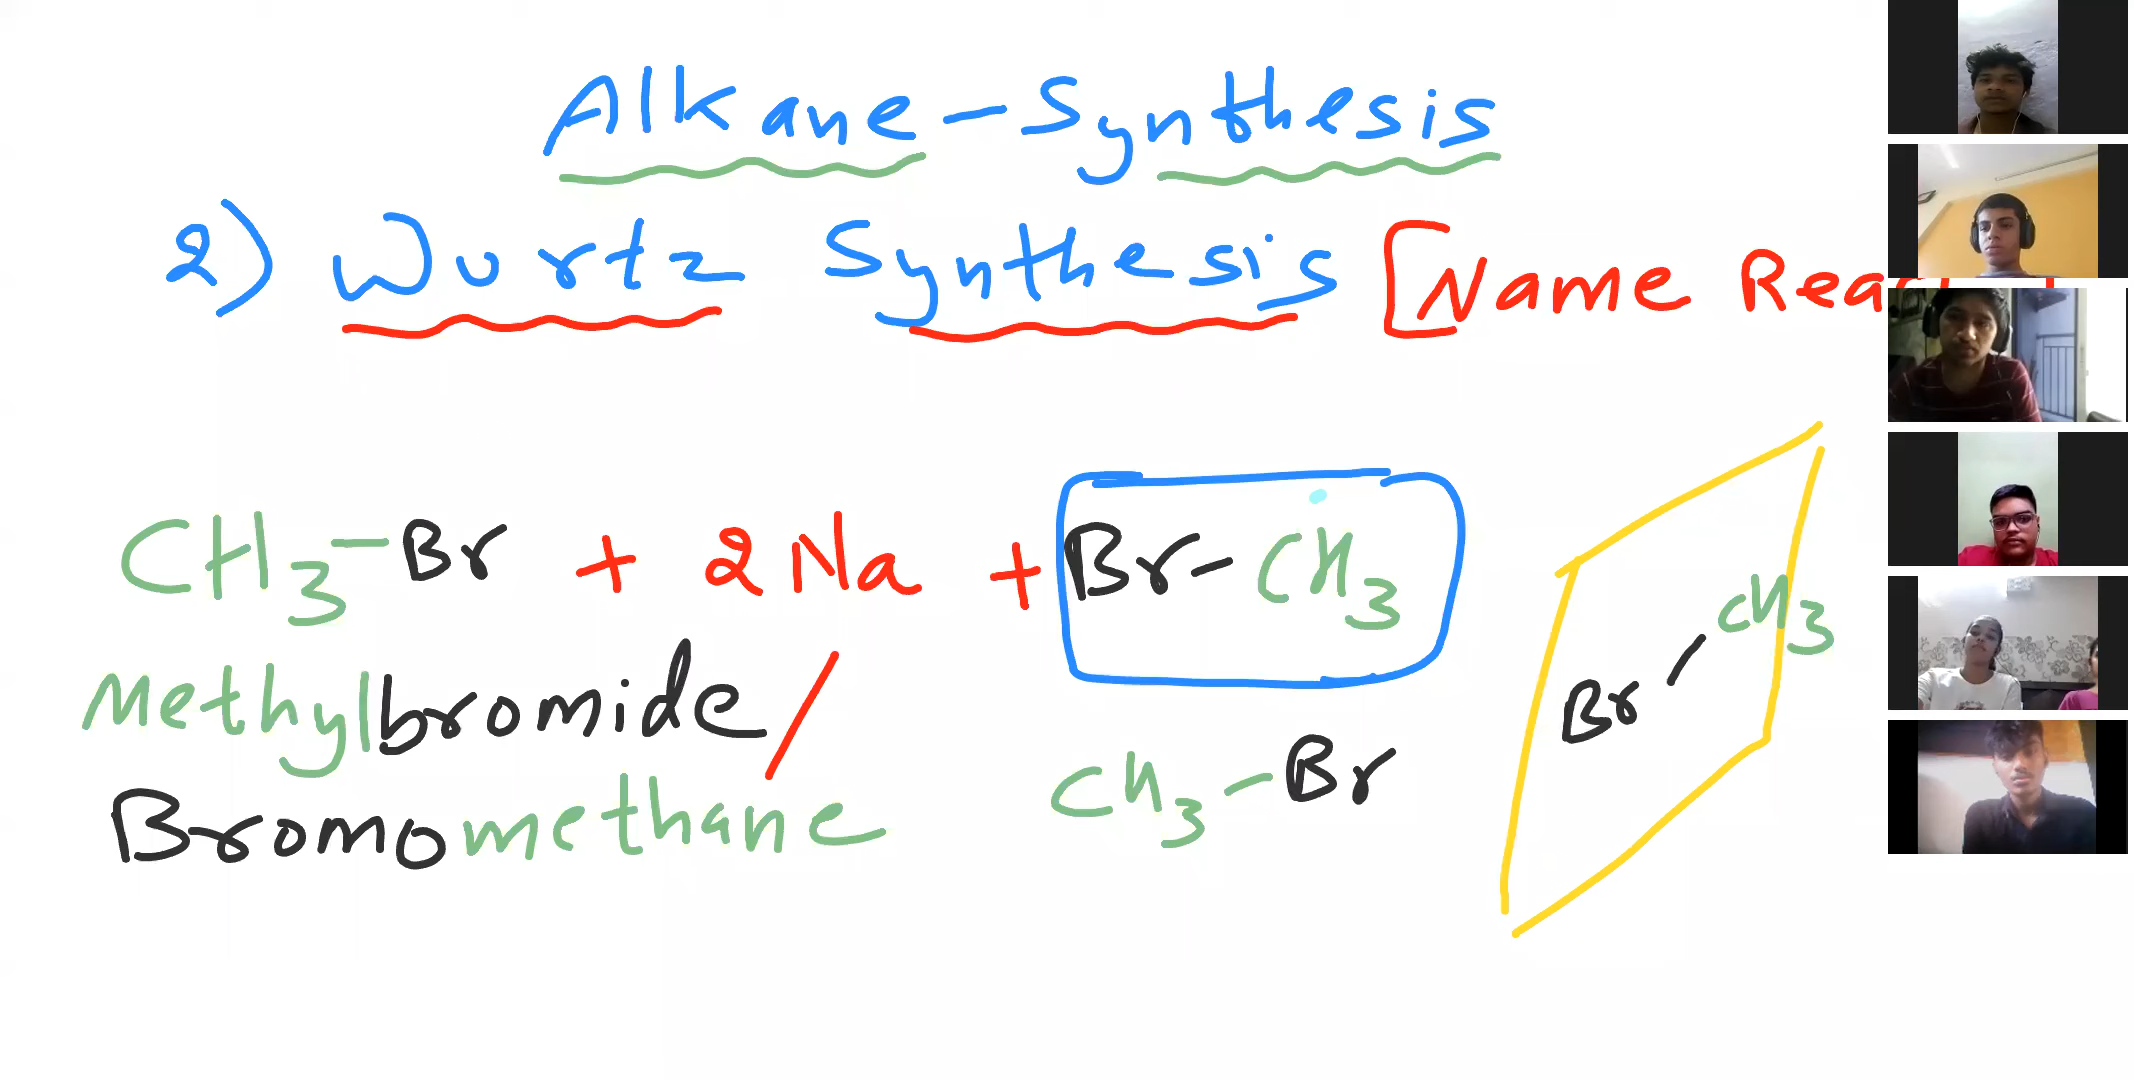 Alkane-Synthesis
2) Wurtz Synthesis [Name Rea
CH3-Br + 2Na + Br-CH3
Methylbromide/
Bromomethane
CH3-Br
Br-CH3